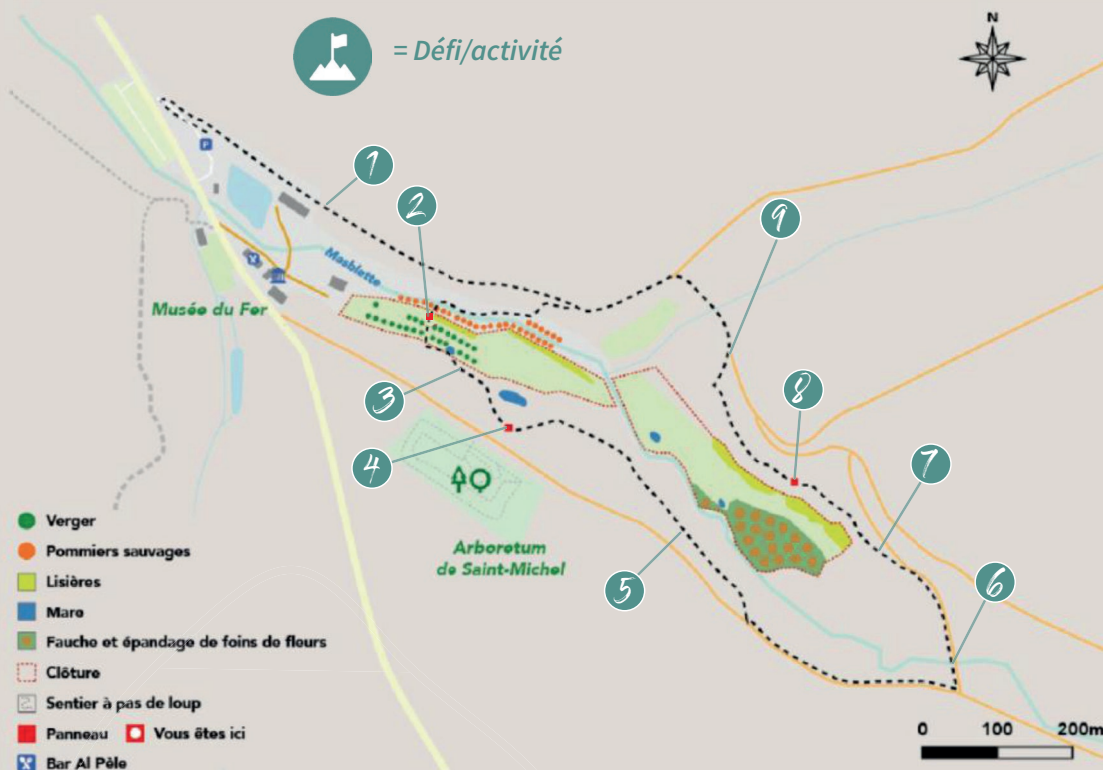 = Défi/activité
N
1
2
9
Masblette
Musée du Fer
3
8
4
7
Arboretum
de Saint-Michel
5
6
Verger
Pommiers sauvages
Lisières
Mare
Fauche et épandage de foins de fleurs
Clôture
Sentier à pas de loup
Panneau Vous êtes ici
Bar Al Pêle
0 100 200m
P